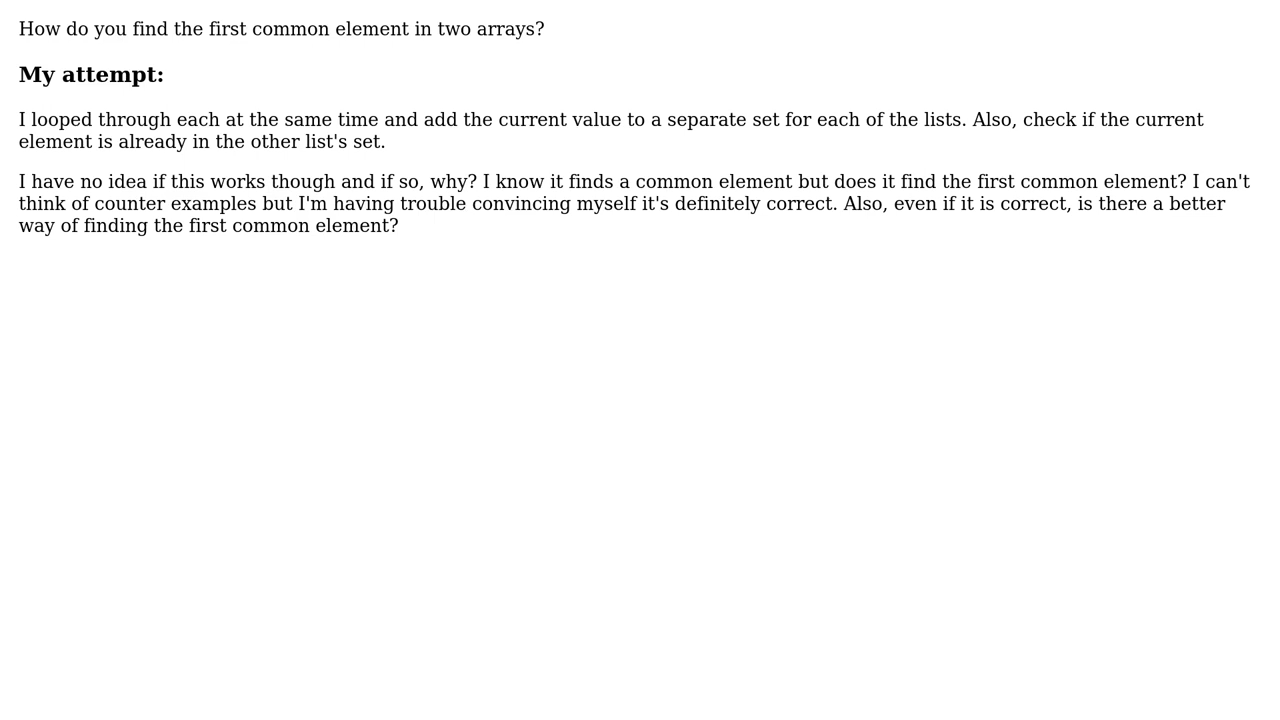 How do you find the first common element in two arrays?
My attempt:
I looped through each at the same time and add the current value to a separate set for each of the lists. Also, check if the current
element is already in the other list's set.
I have no idea if this works though and if so, why? I know it finds a common element but does it find the first common element? I can't
think of counter examples but I'm having trouble convincing myself it's definitely correct. Also, even if it is correct, is there a better
way of finding the first common element?